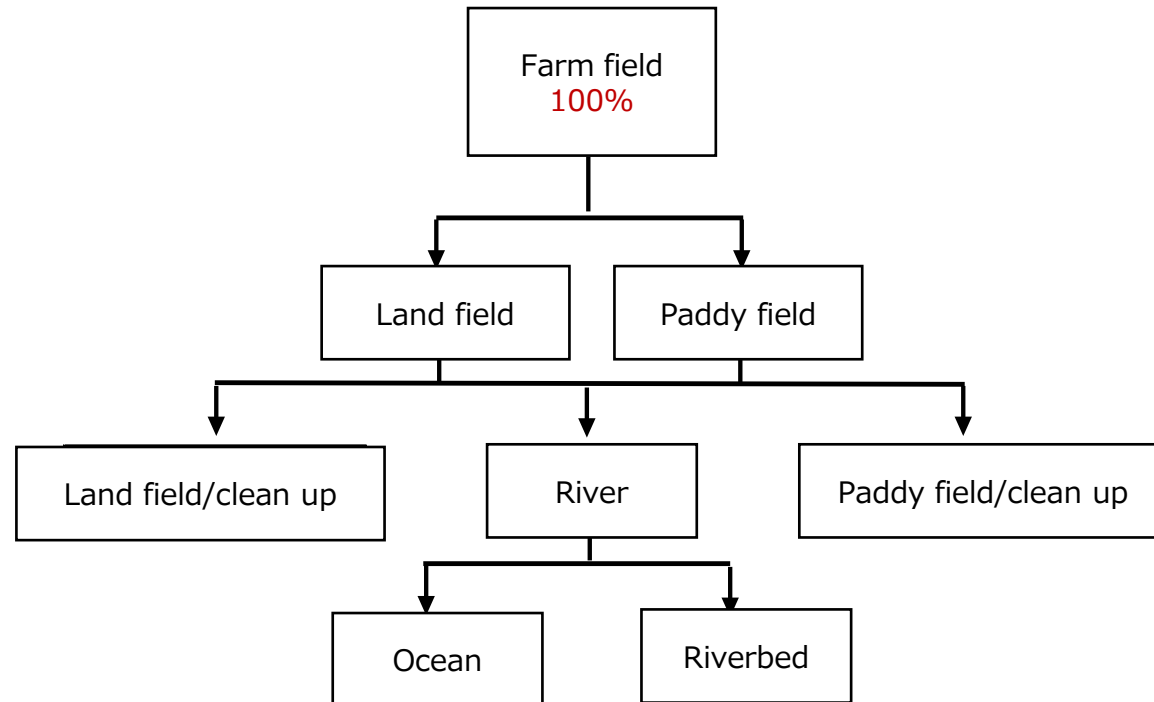 Farm field
100%
Land field
Paddy field
Land field/clean up
River
Paddy field/clean up
Ocean
Riverbed